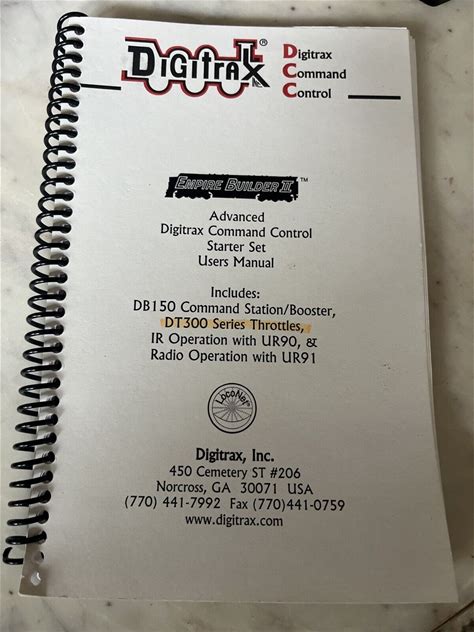 DIGITRAX®
Digitrax
Command
Control
EMPIRE BUILDER II™
Advanced
Digitrax Command Control
Starter Set
Users Manual
Includes:
DB150 Command Station/Booster,
DT300 Series Throttles,
IR Operation with UR90, &
Radio Operation with UR91
LocoNet
Digitrax, Inc.
450 Cemetery ST #206
Norcross, GA 30071 USA
(770) 441-7992 Fax (770)441-0759
www.digitrax.com